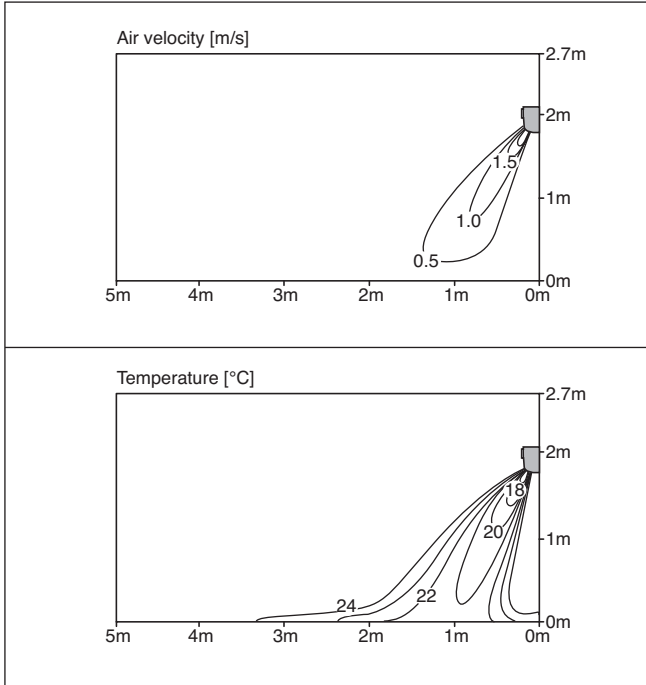 Air velocity [m/s]
2.7m
2m
1.5
1m
1.0
0.5
0m
5m 4m 3m 2m 1m 0m
Temperature [°C]
2.7m
2m
18
20
1m
22
24
0m
5m 4m 3m 2m 1m 0m